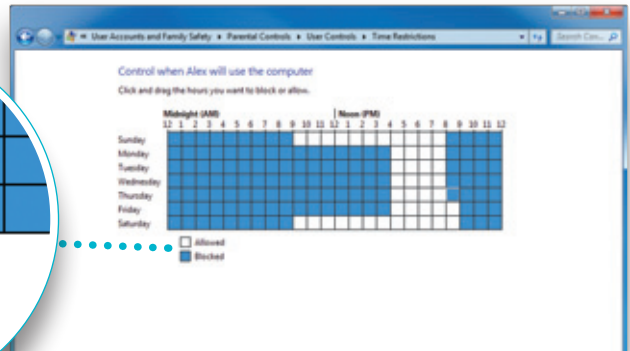 « User Accounts and Family Safety ▸ Parental Controls ▸ User Controls ▸ Time Restrictions
Search Con...
Control when Alex will use the computer
Click and drag the hours you want to block or allow.
Midnight (AM) Noon (PM)
12 1 2 3 4 5 6 7 8 9 10 11 12 1 2 3 4 5 6 7 8 9 10 11 12
Sunday
Monday
Tuesday
Wednesday
Thursday
Friday
Saturday
Allowed
Blocked